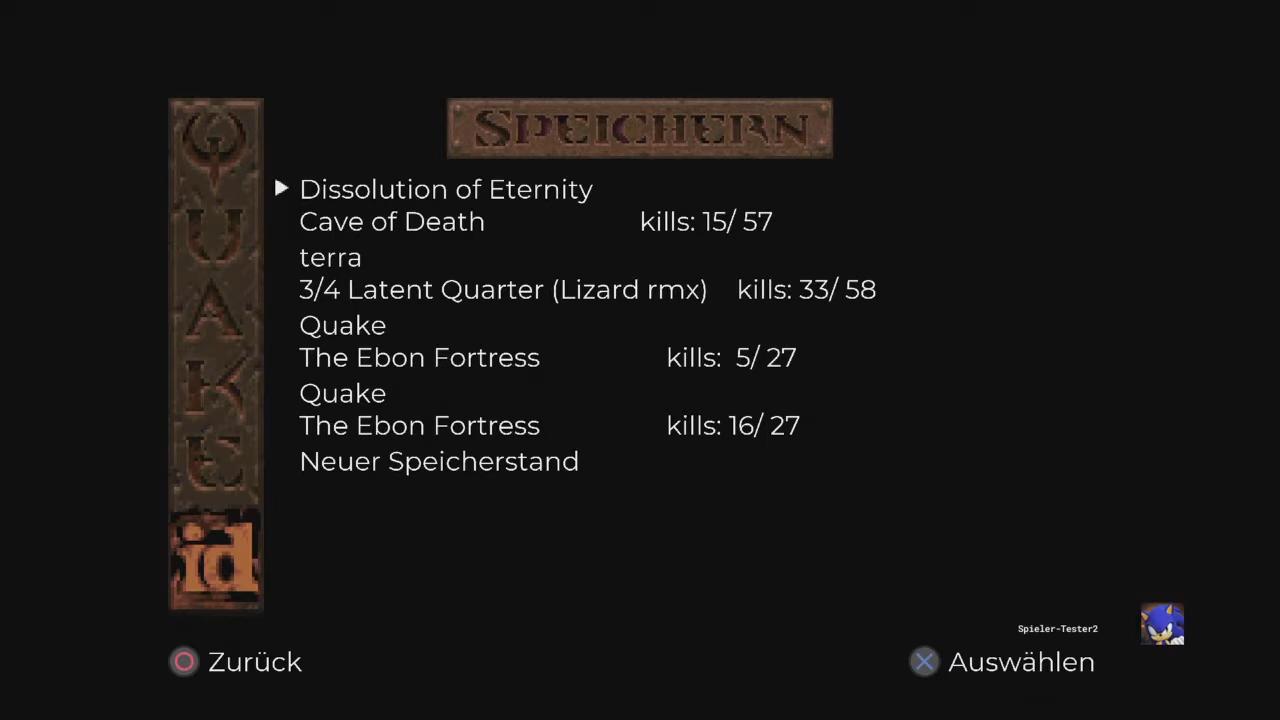 SPEICHERN
QUAKE
id
Dissolution of Eternity
Cave of Death kills: 15/ 57
terra
3/4 Latent Quarter (Lizard rmx) kills: 33/ 58
Quake
The Ebon Fortress kills: 5/ 27
Quake
The Ebon Fortress kills: 16/ 27
Neuer Speicherstand
Spieler-Tester2
Zurück
Auswählen